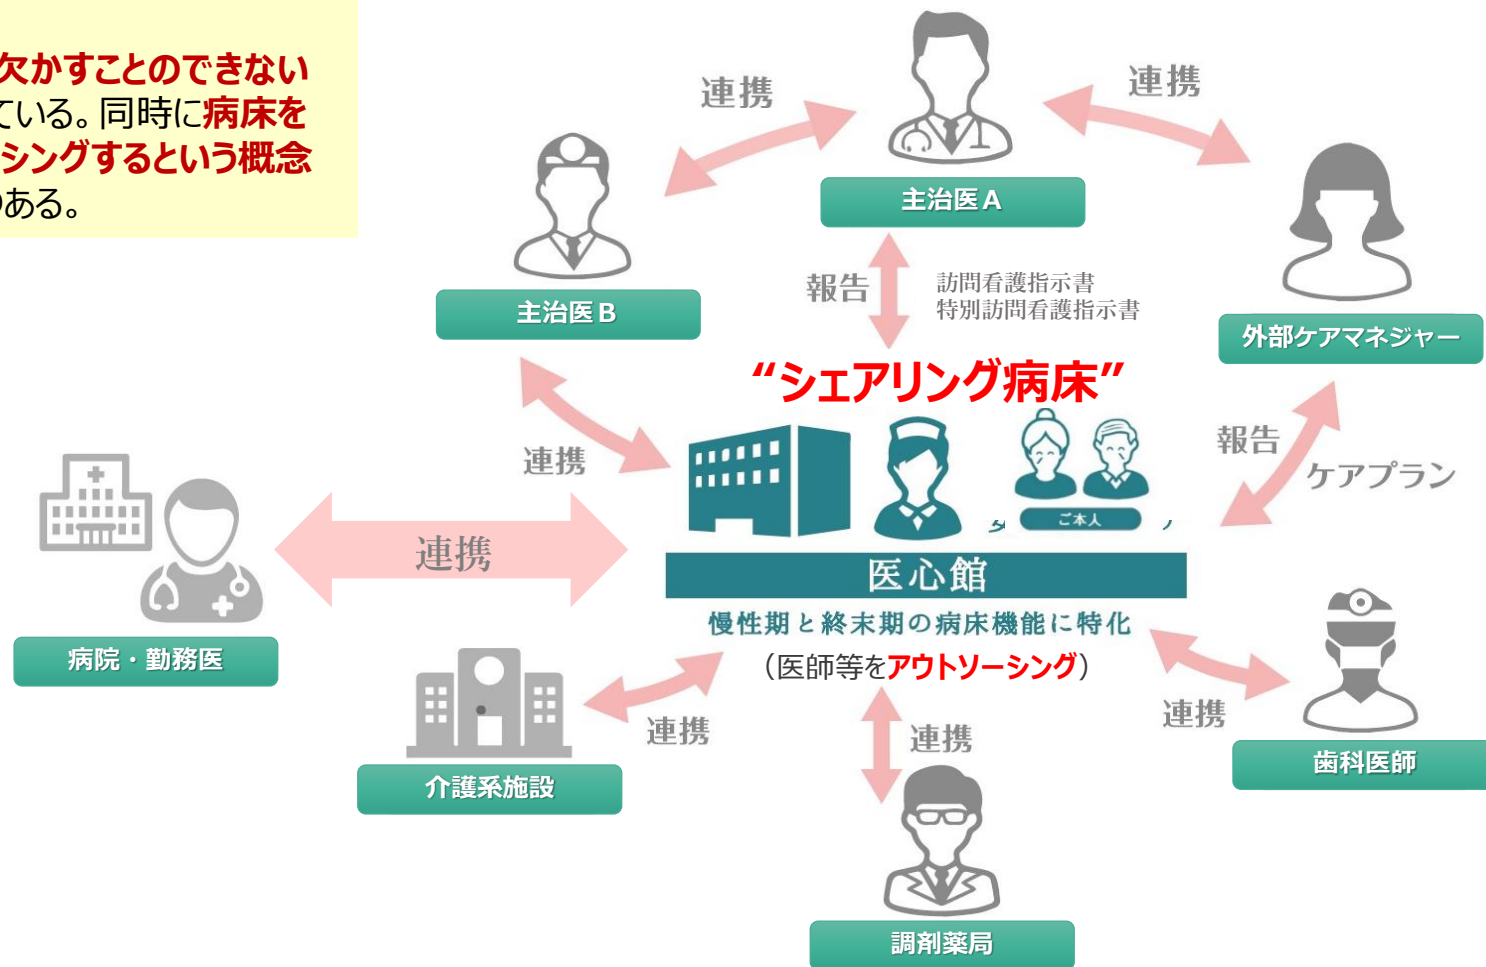 欠かすことのできない
ている。同時に病床を
シングするという概念
ある。
連携
連携
主治医A
報告
訪問看護指示書
特別訪問看護指示書
主治医B
外部ケアマネジャー
“シェアリング病床”
連携
報告
ケアプラン
ご本人
連携
医心館
慢性期と終末期の病床機能に特化
（医師等をアウトソーシング）
病院・勤務医
連携
連携
連携
介護系施設
歯科医師
調剤薬局